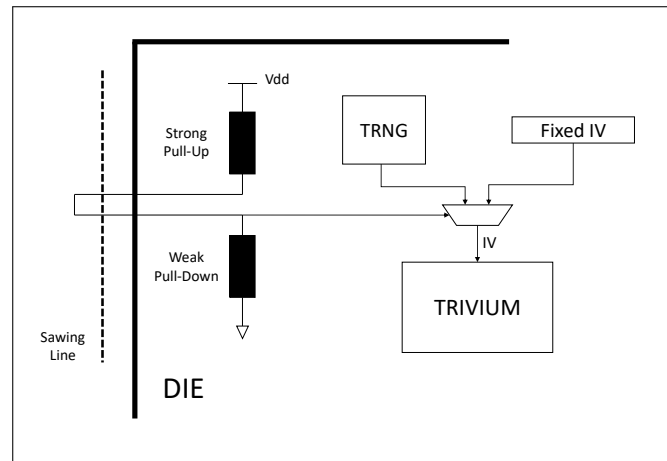 Vdd
Strong
Pull-Up
TRNG
Fixed IV
IV
Weak
Pull-Down
TRIVIUM
Sawing
Line
DIE